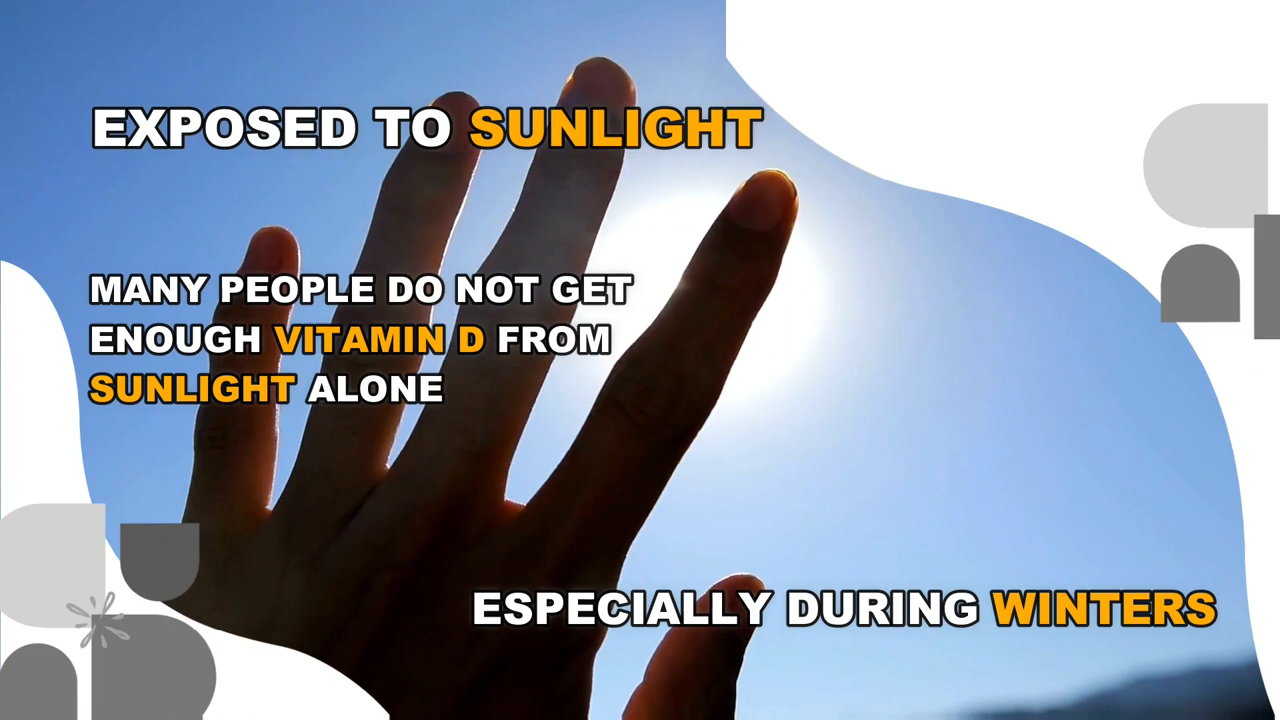 EXPOSED TO SUNLIGHT
MANY PEOPLE DO NOT GET
ENOUGH VITAMIN D FROM
SUNLIGHT ALONE
ESPECIALLY DURING WINTERS